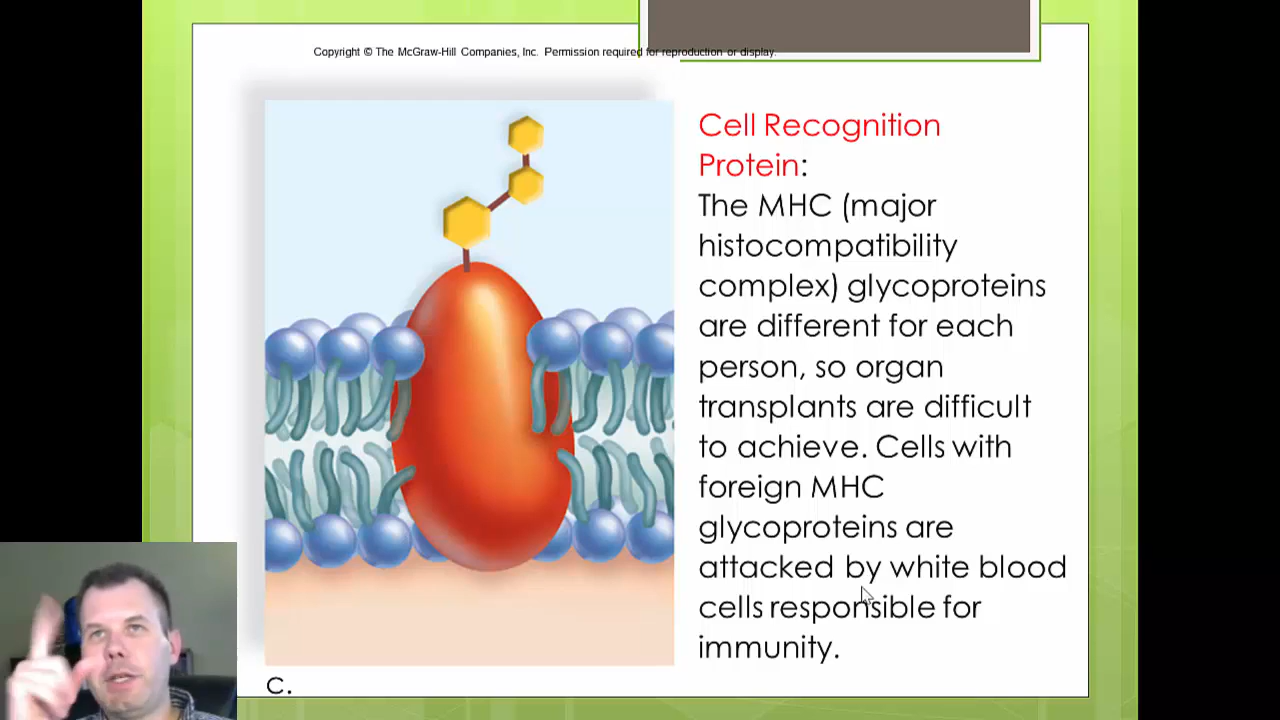 Copyright © The McGraw-Hill Companies, Inc. Permission required for reproduction or display.
Cell Recognition
Protein:
The MHC (major
histocompatibility
complex) glycoproteins
are different for each
person, so organ
transplants are difficult
to achieve. Cells with
foreign MHC
glycoproteins are
attacked by white blood
cells responsible for
immunity.
c.